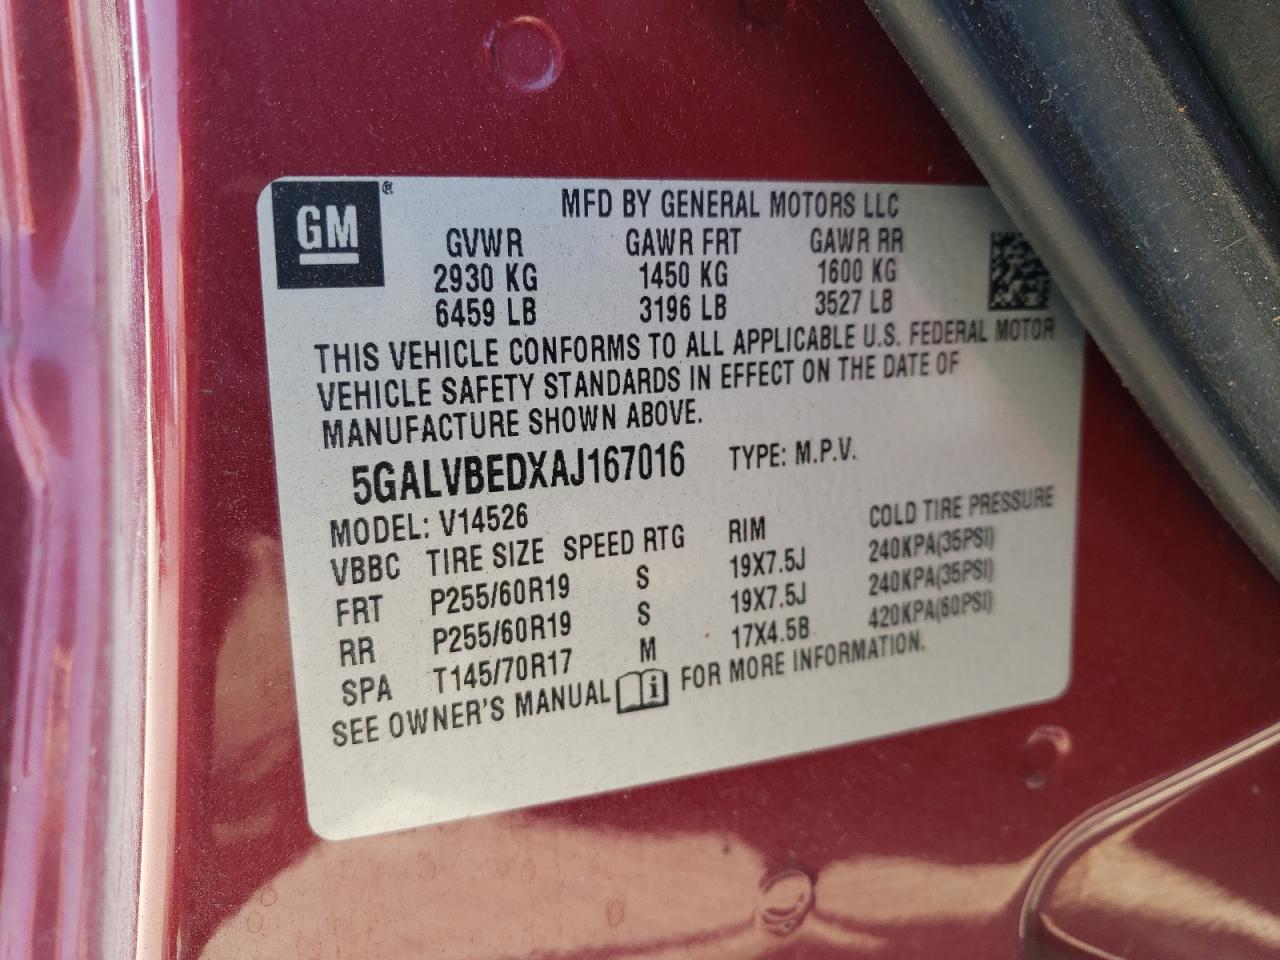 GM®
MFD BY GENERAL MOTORS LLC
GVWR GAWR FRT GAWR RR
2930 KG 1450 KG 1600 KG
6459 LB 3196 LB 3527 LB
THIS VEHICLE CONFORMS TO ALL APPLICABLE U.S. FEDERAL MOTOR
VEHICLE SAFETY STANDARDS IN EFFECT ON THE DATE OF
MANUFACTURE SHOWN ABOVE.
5GALVBEDXAJ167016 TYPE: M.P.V.
MODEL: V14526
VBBC TIRE SIZE SPEED RTG RIM COLD TIRE PRESSURE
FRT P255/60R19 S 19X7.5J 240KPA(35PSI)
RR P255/60R19 S 19X7.5J 240KPA(35PSI)
SPA T145/70R17 M 17X4.5B 420KPA(60PSI)
SEE OWNER'S MANUAL FOR MORE INFORMATION.